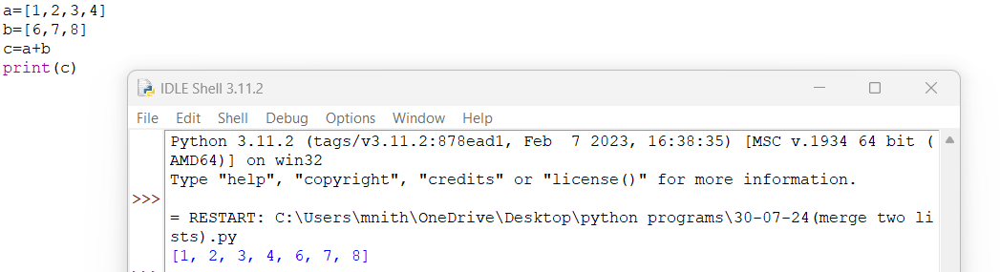 a=[1,2,3,4]
b=[6,7,8]
c=a+b
print(c)
IDLE Shell 3.11.2
File Edit Shell Debug Options Window Help
Python 3.11.2 (tags/v3.11.2:878ead1, Feb  7 2023, 16:38:35) [MSC v.1934 64 bit (
AMD64)] on win32
Type "help", "copyright", "credits" or "license()" for more information.
>>>
= RESTART: C:\Users\mnith\OneDrive\Desktop\python programs\30-07-24(merge two li
sts).py
[1, 2, 3, 4, 6, 7, 8]